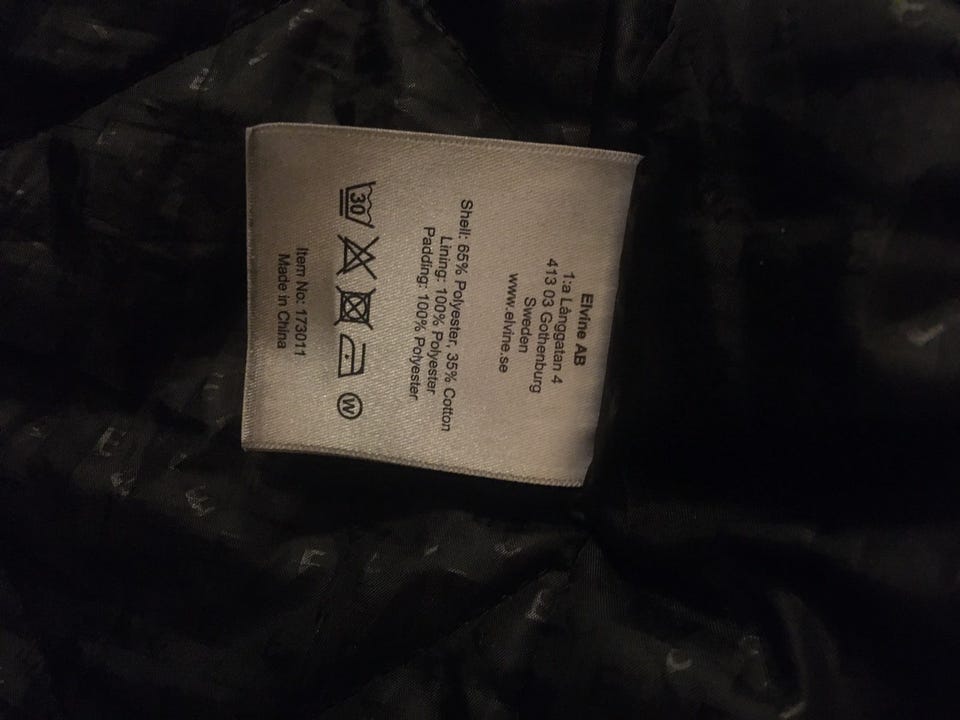 Elvine AB
1:a Långgatan 4
413 03 Gothenburg
Sweden
www.elvine.se
Shell: 65% Polyester, 35% Cotton
Lining: 100% Polyester
Padding: 100% Polyester
30
W
Item No: 173011
Made in China